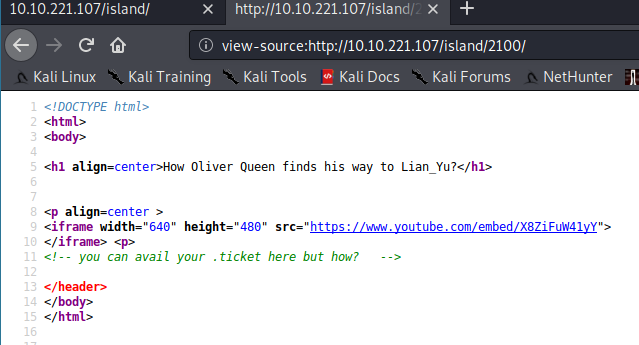 10.10.221.107/island/
http://10.10.221.107/island/2
view-source:http://10.10.221.107/island/2100/
Kali Linux Kali Training Kali Tools Kali Docs Kali Forums NetHunter
1 <!DOCTYPE html>
2 <html>
3 <body>
4
5 <h1 align=center>How Oliver Queen finds his way to Lian_Yu?</h1>
6
7
8 <p align=center >
9 <iframe width="640" height="480" src="https://www.youtube.com/embed/X8ZiFuW41yY">
10 </iframe> <p>
11 <!-- you can avail your .ticket here but how?   -->
12
13 </header>
14 </body>
15 </html>
16
17